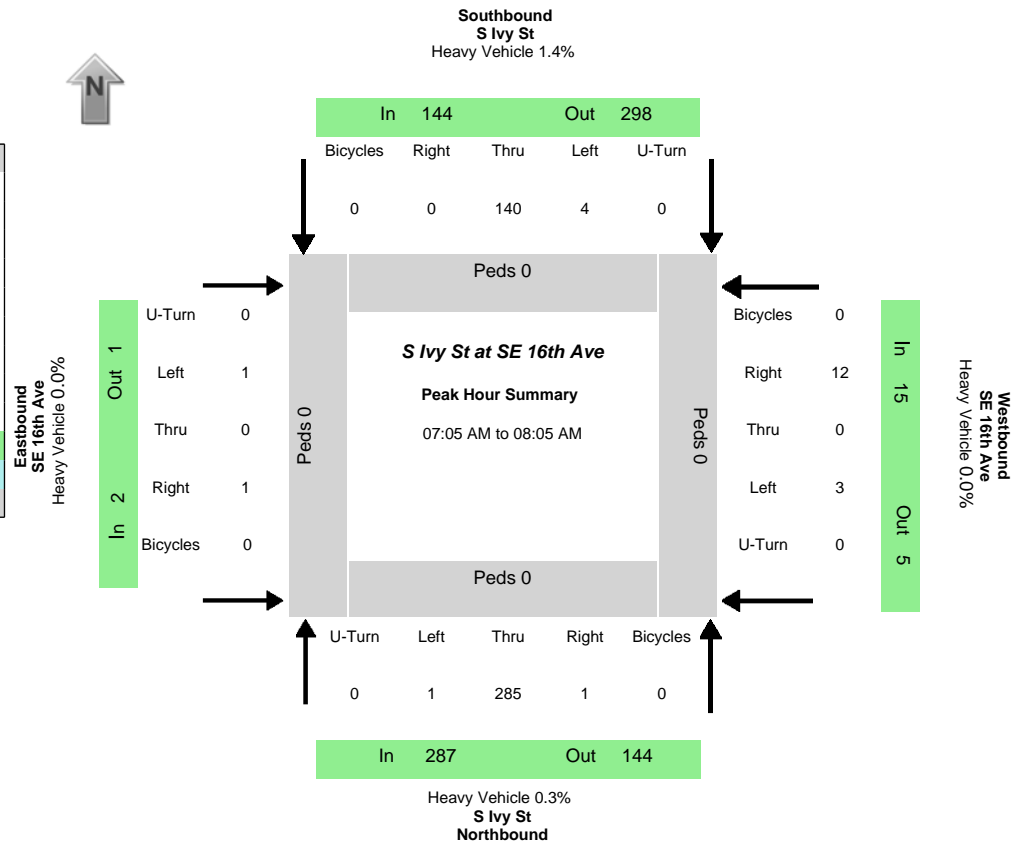 Southbound
S Ivy St
Heavy Vehicle 1.4%
N
In 144 Out 298
Bicycles Right Thru Left U-Turn
0 0 140 4 0
Peds 0
Eastbound
SE 16th Ave
Heavy Vehicle 0.0%
Out 1
In 2
U-Turn 0
Left 1
Thru 0
Right 1
Bicycles 0
Peds 0
S Ivy St at SE 16th Ave
Peak Hour Summary
07:05 AM to 08:05 AM
Peds 0
Bicycles 0
Right 12
Thru 0
Left 3
U-Turn 0
In 15
Out 5
Westbound
SE 16th Ave
Heavy Vehicle 0.0%
Peds 0
U-Turn Left Thru Right Bicycles
0 1 285 1 0
In 287 Out 144
Heavy Vehicle 0.3%
S Ivy St
Northbound